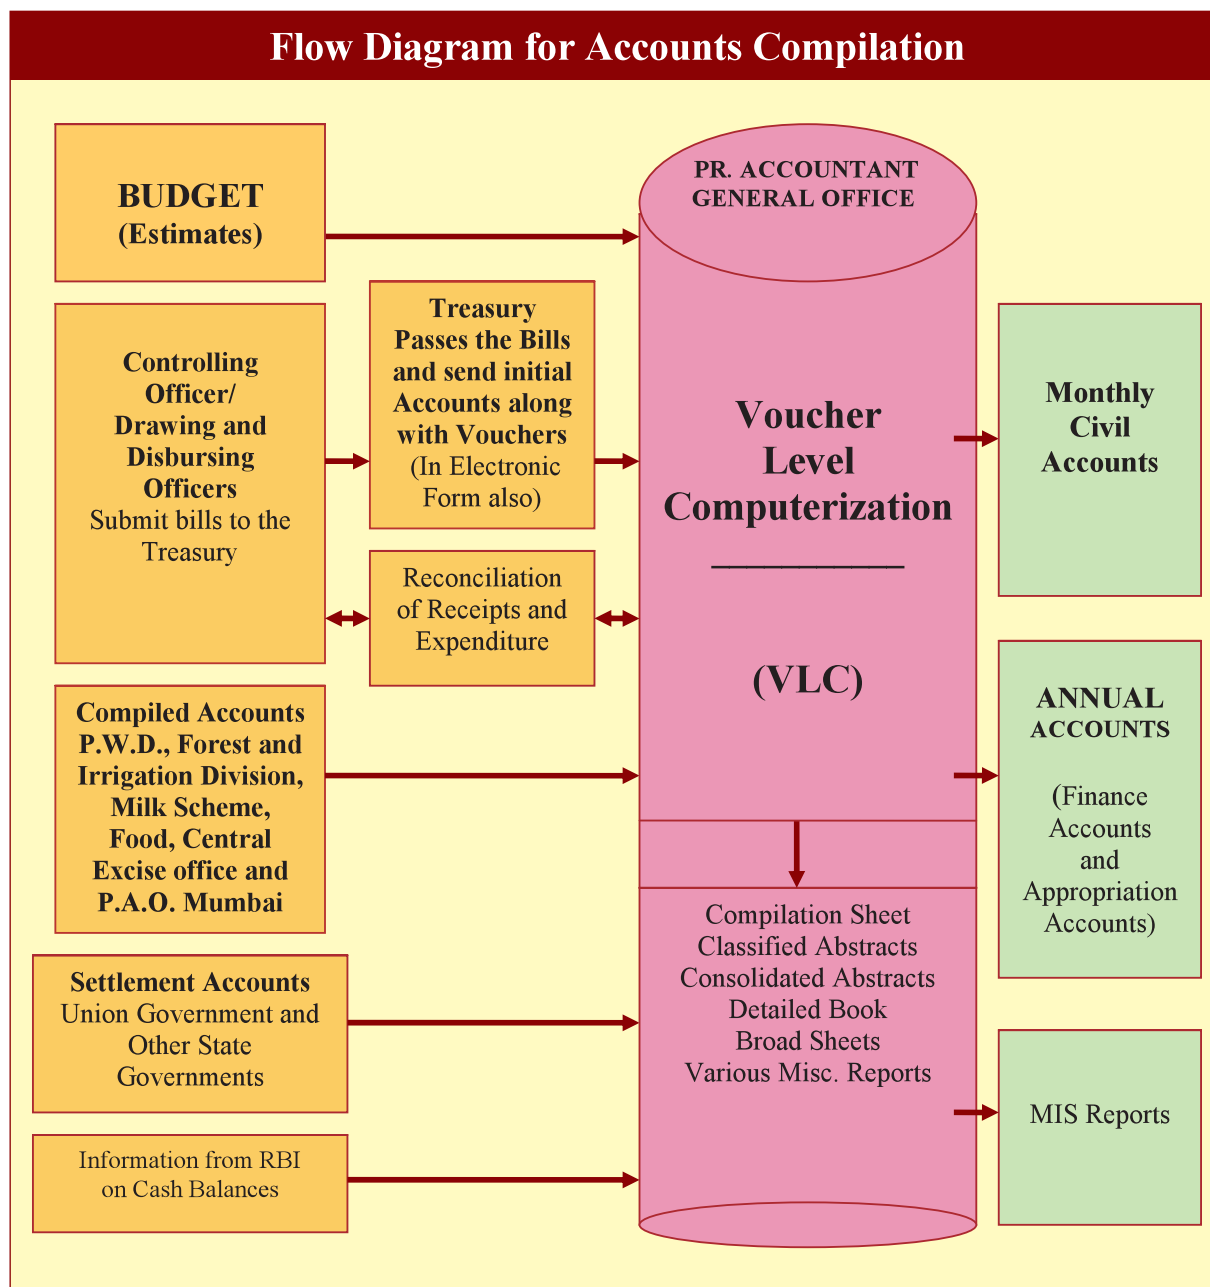 Flow Diagram for Accounts Compilation
BUDGET
(Estimates)
PR. ACCOUNTANT
GENERAL OFFICE
Controlling
Officer/
Drawing and
Disbursing
Officers
Submit bills to the
Treasury
Treasury
Passes the Bills
and send initial
Accounts along
with Vouchers
(In Electronic
Form also)
Reconciliation
of Receipts and
Expenditure
Voucher
Level
Computerization
(VLC)
Monthly
Civil
Accounts
Compiled Accounts
P.W.D., Forest and
Irrigation Division,
Milk Scheme,
Food, Central
Excise office and
P.A.O. Mumbai
ANNUAL
ACCOUNTS
(Finance
Accounts
and
Appropriation
Accounts)
Settlement Accounts
Union Government and
Other State
Governments
Compilation Sheet
Classified Abstracts
Consolidated Abstracts
Detailed Book
Broad Sheets
Various Misc. Reports
MIS Reports
Information from RBI
on Cash Balances